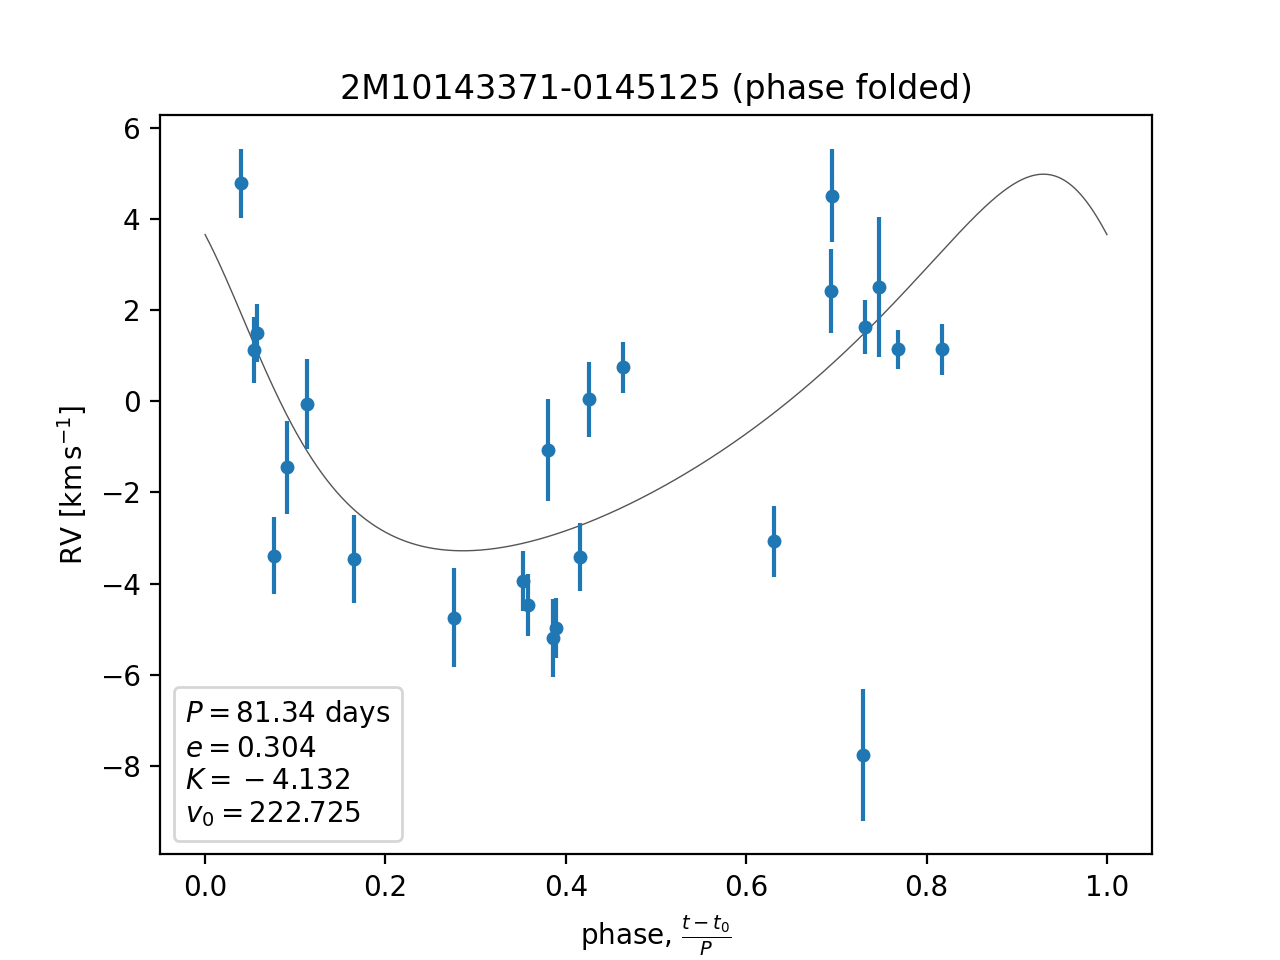 2M10143371-0145125 (phase folded)
6
4
2
0
−2
−4
−6
−8
RV [km s⁻¹]
P = 81.34 days
e = 0.304
K = −4.132
v₀ = 222.725
0.0 0.2 0.4 0.6 0.8 1.0
phase, (t − t₀)/P